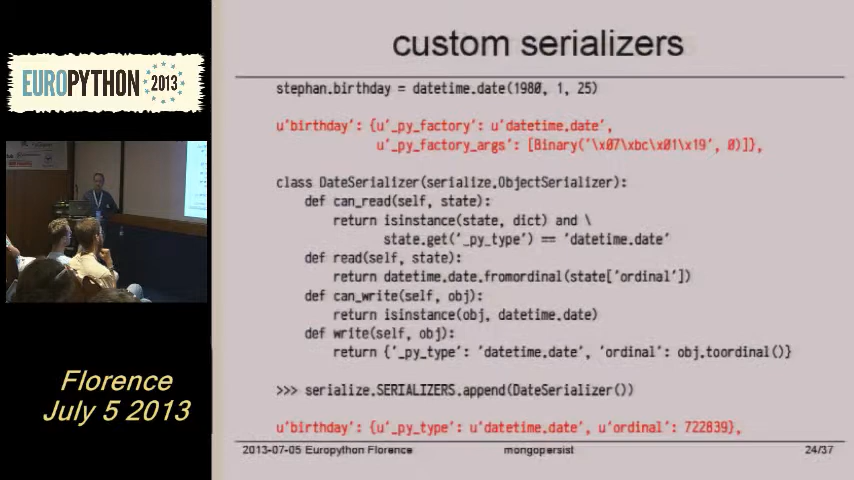 EUROPYTHON 2013
Florence
July 5 2013
custom serializers
stephan.birthday = datetime.date(1980, 1, 25)
u'birthday': {u'_py_factory': u'datetime.date',
u'_py_factory_args': [Binary('\x07\xbc\x01\x19', 0)]},
class DateSerializer(serialize.ObjectSerializer):
def can_read(self, state):
return isinstance(state, dict) and \
state.get('_py_type') == 'datetime.date'
def read(self, state):
return datetime.date.fromordinal(state['ordinal'])
def can_write(self, obj):
return isinstance(obj, datetime.date)
def write(self, obj):
return {'_py_type': 'datetime.date', 'ordinal': obj.toordinal()}
>>> serialize.SERIALIZERS.append(DateSerializer())
u'birthday': {u'_py_type': u'datetime.date', u'ordinal': 722839},
2013-07-05 Europython Florence mongopersist 24/37